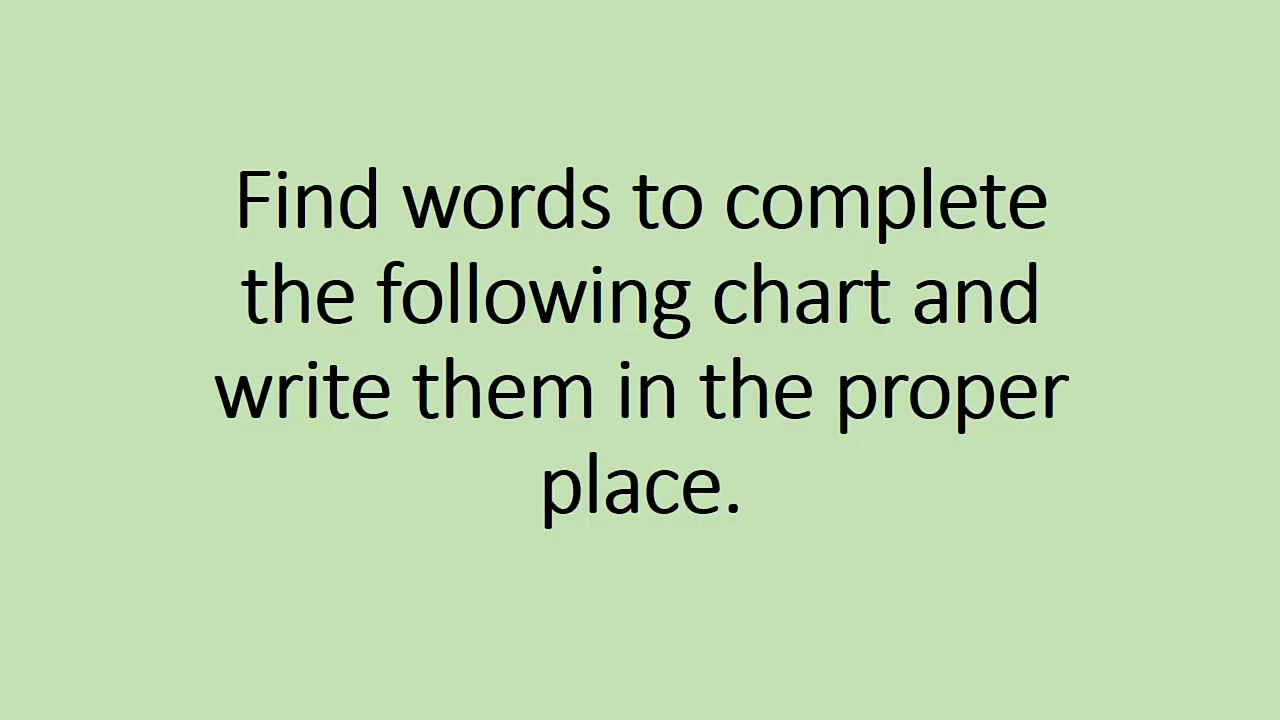 Find words to complete
the following chart and
write them in the proper
place.